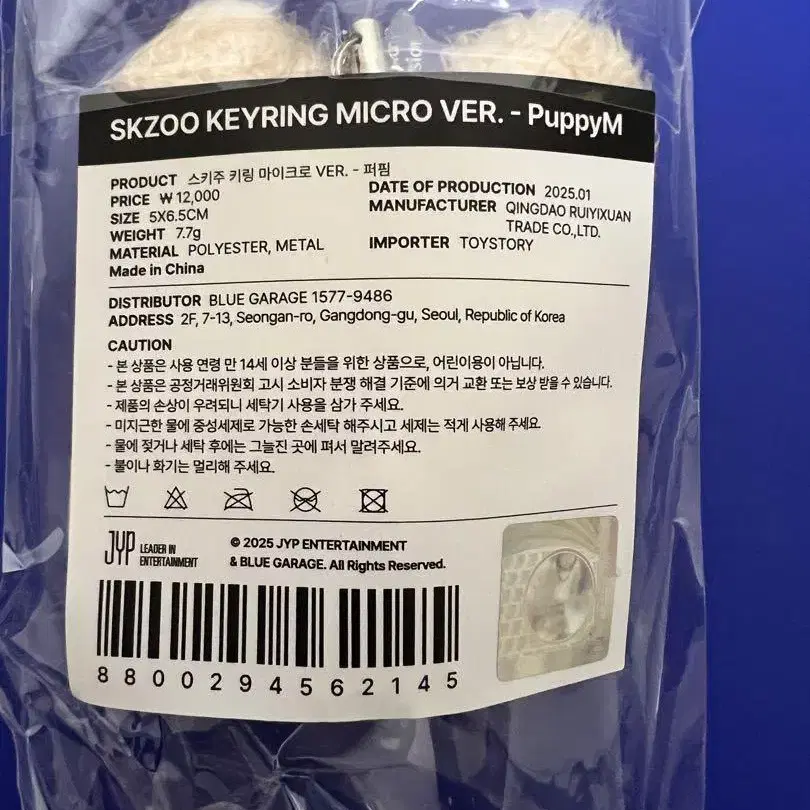 SKZOO KEYRING MICRO VER. - PuppyM
PRODUCT 스키주 키링 마이크로 VER. - 퍼핌
PRICE ₩ 12,000
SIZE 5X6.5CM
WEIGHT 7.7g
MATERIAL POLYESTER, METAL
Made in China
DATE OF PRODUCTION 2025.01
MANUFACTURER QINGDAO RUIYIXUAN
TRADE CO.,LTD.
IMPORTER TOYSTORY
DISTRIBUTOR BLUE GARAGE 1577-9486
ADDRESS 2F, 7-13, Seongan-ro, Gangdong-gu, Seoul, Republic of Korea
CAUTION
- 본 상품은 사용 연령 만 14세 이상 분들을 위한 상품으로, 어린이용이 아닙니다.
- 본 상품은 공정거래위원회 고시 소비자 분쟁 해결 기준에 의거 교환 또는 보상 받을 수 있습니다.
- 제품의 손상이 우려되니 세탁기 사용을 삼가 주세요.
- 미지근한 물에 중성세제로 가능한 손세탁 해주시고 세제는 적게 사용해 주세요.
- 물에 젖거나 세탁 후에는 그늘진 곳에 펴서 말려주세요.
- 불이나 화기는 멀리해 주세요.
JYP LEADER IN
ENTERTAINMENT
© 2025 JYP ENTERTAINMENT
& BLUE GARAGE. All Rights Reserved.
8800294562145